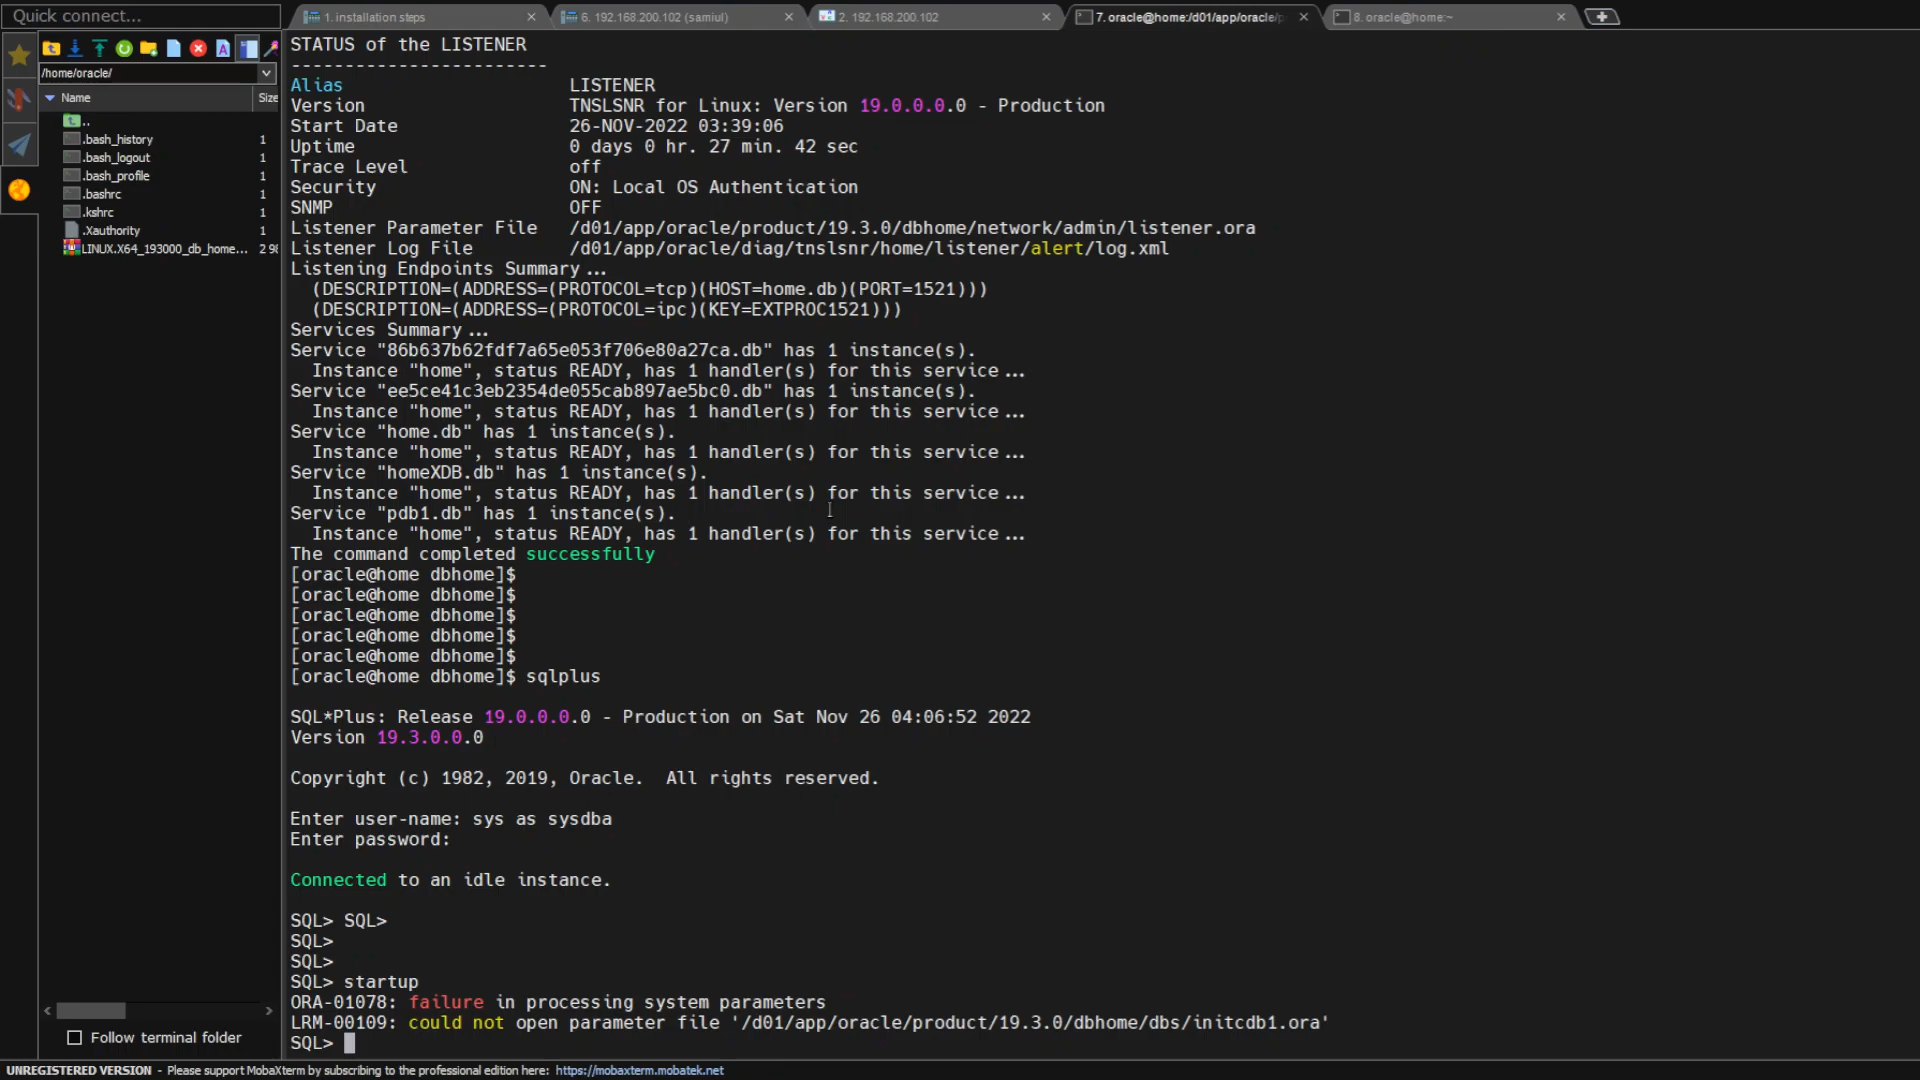 Quick connect...
1. installation steps
6. 192.168.200.102 (samiul)
2. 192.168.200.102
7. oracle@home:/d01/app/oracle/p
8. oracle@home:~
/home/oracle/
Name
Size
..
.bash_history 1
.bash_logout 1
.bash_profile 1
.bashrc 1
.kshrc 1
.Xauthority 1
LINUX.X64_193000_db_home... 2 98
Follow terminal folder
STATUS of the LISTENER
------------------------
Alias                     LISTENER
Version                   TNSLSNR for Linux: Version 19.0.0.0.0 - Production
Start Date                26-NOV-2022 03:39:06
Uptime                    0 days 0 hr. 27 min. 42 sec
Trace Level               off
Security                  ON: Local OS Authentication
SNMP                      OFF
Listener Parameter File   /d01/app/oracle/product/19.3.0/dbhome/network/admin/listener.ora
Listener Log File         /d01/app/oracle/diag/tnslsnr/home/listener/alert/log.xml
Listening Endpoints Summary...
  (DESCRIPTION=(ADDRESS=(PROTOCOL=tcp)(HOST=home.db)(PORT=1521)))
  (DESCRIPTION=(ADDRESS=(PROTOCOL=ipc)(KEY=EXTPROC1521)))
Services Summary...
Service "86b637b62fdf7a65e053f706e80a27ca.db" has 1 instance(s).
  Instance "home", status READY, has 1 handler(s) for this service...
Service "ee5ce41c3eb2354de055cab897ae5bc0.db" has 1 instance(s).
  Instance "home", status READY, has 1 handler(s) for this service...
Service "home.db" has 1 instance(s).
  Instance "home", status READY, has 1 handler(s) for this service...
Service "homeXDB.db" has 1 instance(s).
  Instance "home", status READY, has 1 handler(s) for this service...
Service "pdb1.db" has 1 instance(s).
  Instance "home", status READY, has 1 handler(s) for this service...
The command completed successfully
[oracle@home dbhome]$
[oracle@home dbhome]$
[oracle@home dbhome]$
[oracle@home dbhome]$
[oracle@home dbhome]$
[oracle@home dbhome]$ sqlplus
SQL*Plus: Release 19.0.0.0.0 - Production on Sat Nov 26 04:06:52 2022
Version 19.3.0.0.0
Copyright (c) 1982, 2019, Oracle.  All rights reserved.
Enter user-name: sys as sysdba
Enter password:
Connected to an idle instance.
SQL> SQL>
SQL>
SQL>
SQL> startup
ORA-01078: failure in processing system parameters
LRM-00109: could not open parameter file '/d01/app/oracle/product/19.3.0/dbhome/dbs/initcdb1.ora'
SQL>
UNREGISTERED VERSION - Please support MobaXterm by subscribing to the professional edition here: https://mobaxterm.mobatek.net